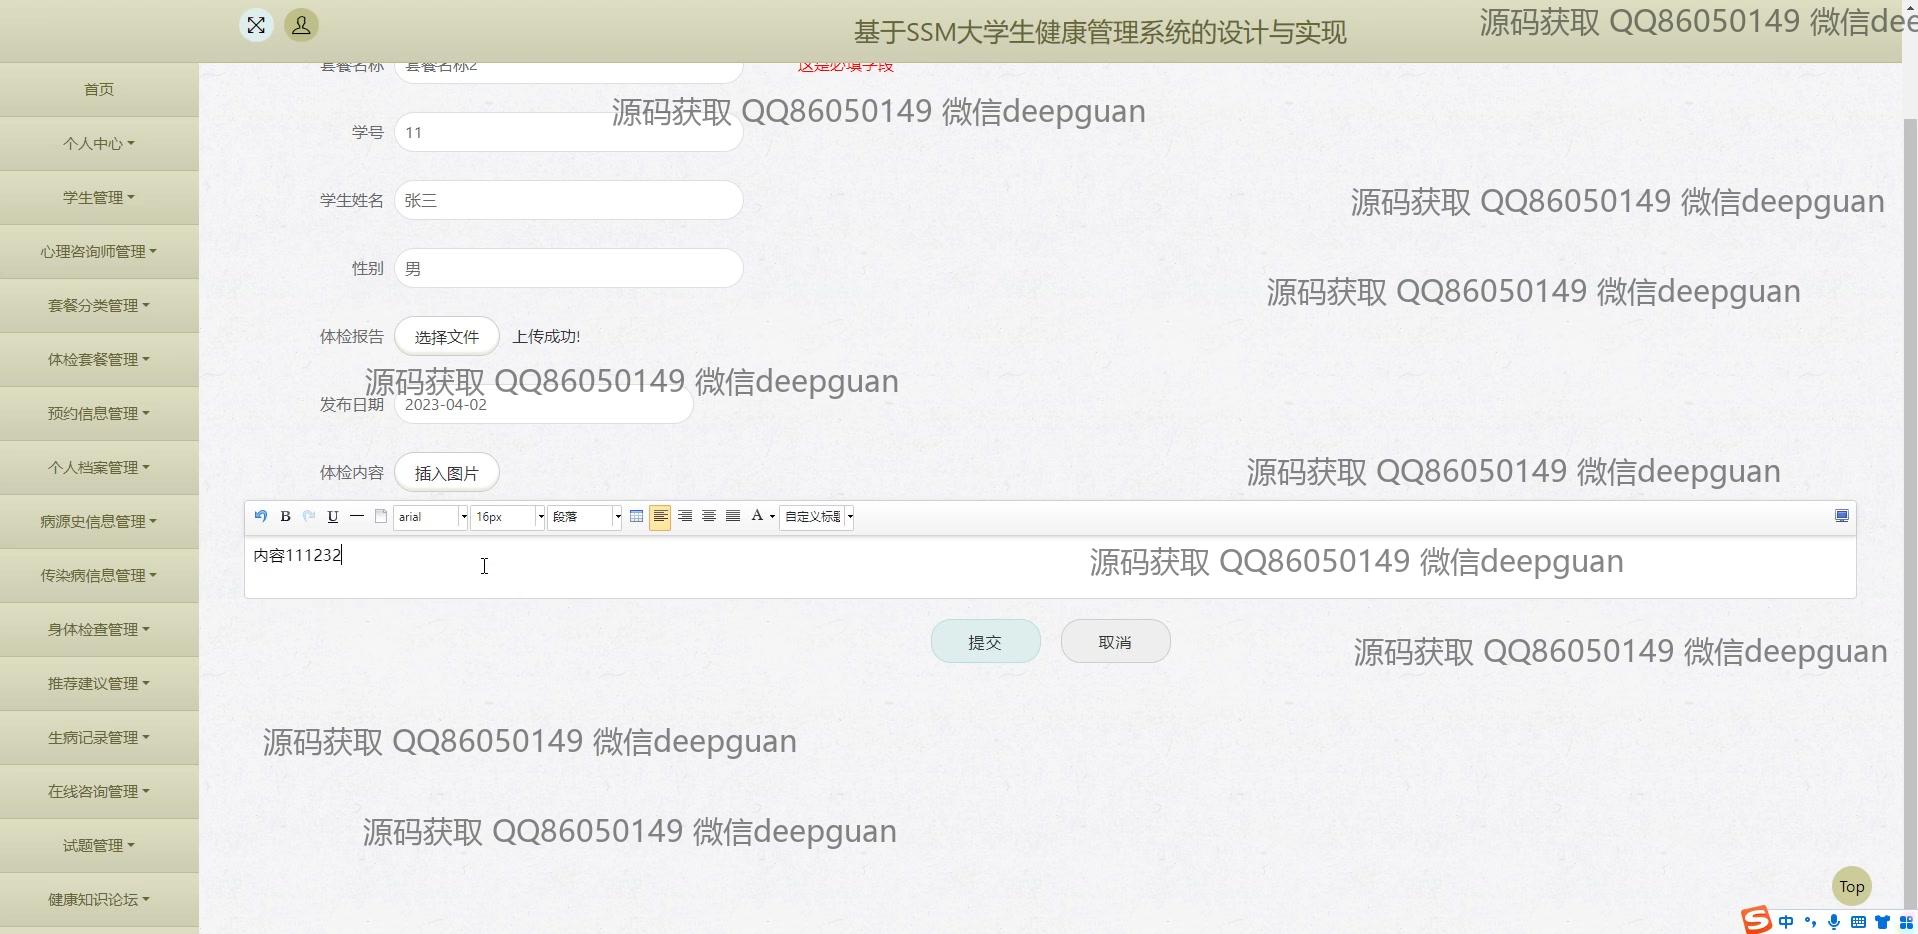 基于SSM大学生健康管理系统的设计与实现
源码获取 QQ86050149 微信dee
首页
个人中心
学生管理
心理咨询师管理
套餐分类管理
体检套餐管理
预约信息管理
个人档案管理
病源史信息管理
传染病信息管理
身体检查管理
推荐建议管理
生病记录管理
在线咨询管理
试题管理
健康知识论坛
套餐名称 套餐名称2 这是必填字段
源码获取 QQ86050149 微信deepguan
学号 11
源码获取 QQ86050149 微信deepguan
学生姓名 张三
性别 男
源码获取 QQ86050149 微信deepguan
体检报告 选择文件 上传成功!
源码获取 QQ86050149 微信deepguan
发布日期 2023-04-02
体检内容 插入图片
源码获取 QQ86050149 微信deepguan
B U arial 16px 段落 A 自定义标题
内容111232
源码获取 QQ86050149 微信deepguan
提交 取消
源码获取 QQ86050149 微信deepguan
源码获取 QQ86050149 微信deepguan
源码获取 QQ86050149 微信deepguan
Top
S 中